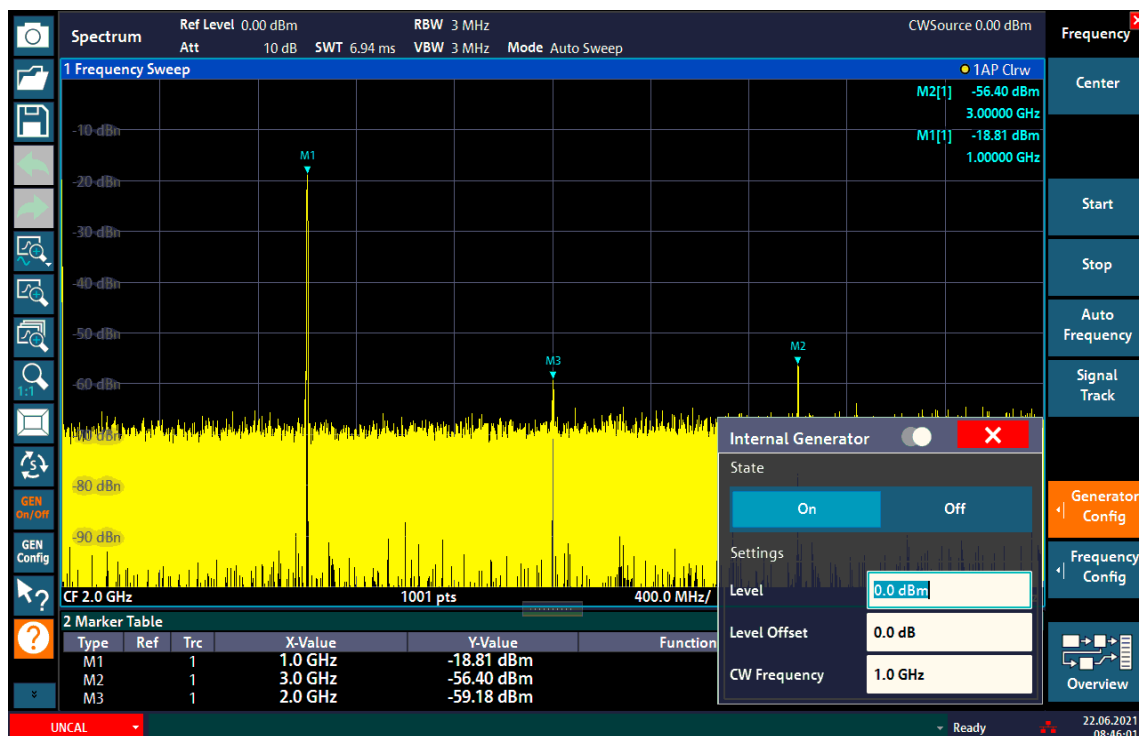 Spectrum
Ref Level 0.00 dBm RBW 3 MHz CWSource 0.00 dBm
Att 10 dB SWT 6.94 ms VBW 3 MHz Mode Auto Sweep
1 Frequency Sweep 1AP Clrw
M2[1] -56.40 dBm
3.00000 GHz
M1[1] -18.81 dBm
1.00000 GHz
-10 dBm
M1
-20 dBm
-30 dBm
-40 dBm
-50 dBm
M2
M3
-60 dBm
-70 dBm
-80 dBm
-90 dBm
CF 2.0 GHz 1001 pts 400.0 MHz/
2 Marker Table
Type Ref Trc X-Value Y-Value Function
M1 1 1.0 GHz -18.81 dBm
M2 1 3.0 GHz -56.40 dBm
M3 1 2.0 GHz -59.18 dBm
Internal Generator
State
On Off
Settings
Level 0.0 dBm
Level Offset 0.0 dB
CW Frequency 1.0 GHz
1:1
S
GEN
On/Off
GEN
Config
?
?
Frequency
Center
Start
Stop
Auto
Frequency
Signal
Track
Generator
Config
Frequency
Config
Overview
UNCAL
Ready
22.06.2021
08:46:01